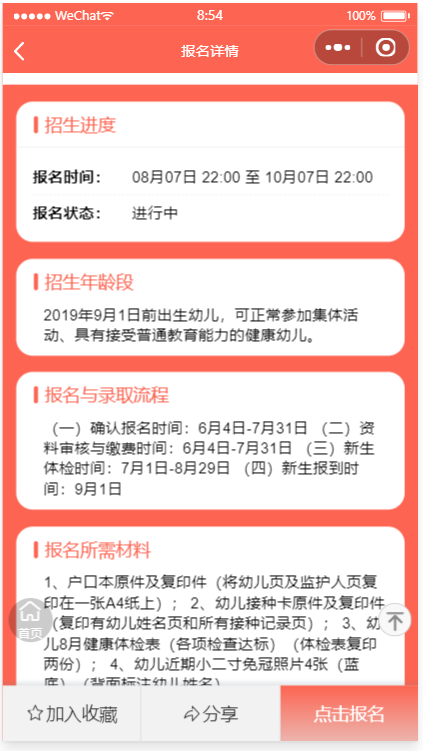 WeChat
8:54
100%
报名详情
招生进度
报名时间： 08月07日 22:00 至 10月07日 22:00
报名状态： 进行中
招生年龄段
2019年9月1日前出生幼儿，可正常参加集体活
动、具有接受普通教育能力的健康幼儿。
报名与录取流程
（一）确认报名时间：6月4日-7月31日 （二）资
料审核与缴费时间：6月4日-7月31日 （三）新生
体检时间：7月1日-8月29日 （四）新生报到时
间：9月1日
报名所需材料
1、户口本原件及复印件（将幼儿页及监护人页复
印在一张A4纸上）； 2、幼儿接种卡原件及复印件
（复印有幼儿姓名页和所有接种记录页）； 3、幼
儿8月健康体检表（各项检查达标）（体检表复印
两份）； 4、幼儿近期小二寸免冠照片4张（蓝
底）（背面标注幼儿姓名）
首页
加入收藏
分享
点击报名